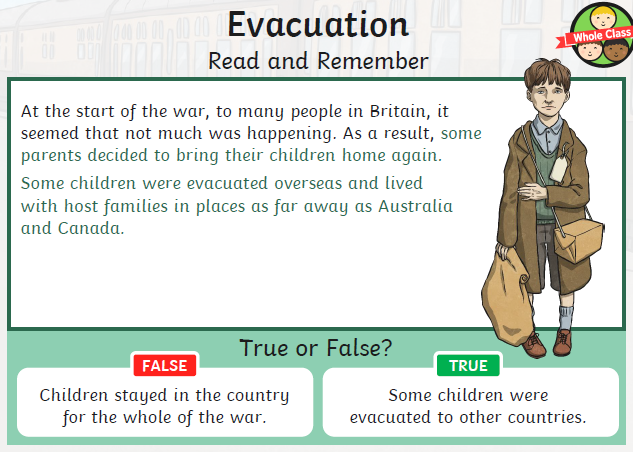 Evacuation
Whole Class
Read and Remember
At the start of the war, to many people in Britain, it
seemed that not much was happening. As a result, some
parents decided to bring their children home again.
Some children were evacuated overseas and lived
with host families in places as far away as Australia
and Canada.
True or False?
FALSE
Children stayed in the country
for the whole of the war.
TRUE
Some children were
evacuated to other countries.